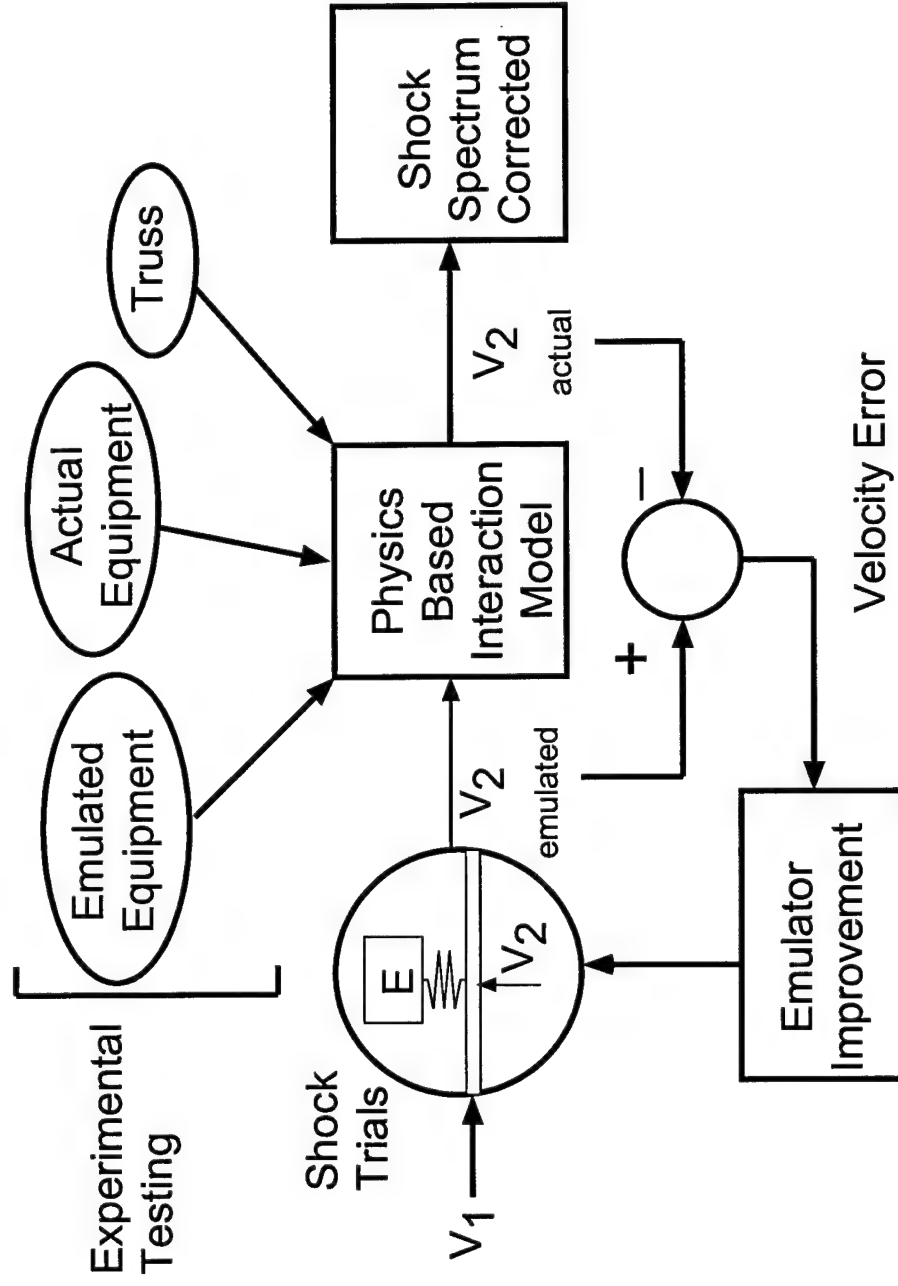 Experimental
Testing
Emulated
Equipment
Actual
Equipment
Truss
Shock
Trials
V1
E
V2
V2
emulated
Physics
Based
Interaction
Model
V2
actual
Shock
Spectrum
Corrected
+
−
Emulator
Improvement
Velocity Error